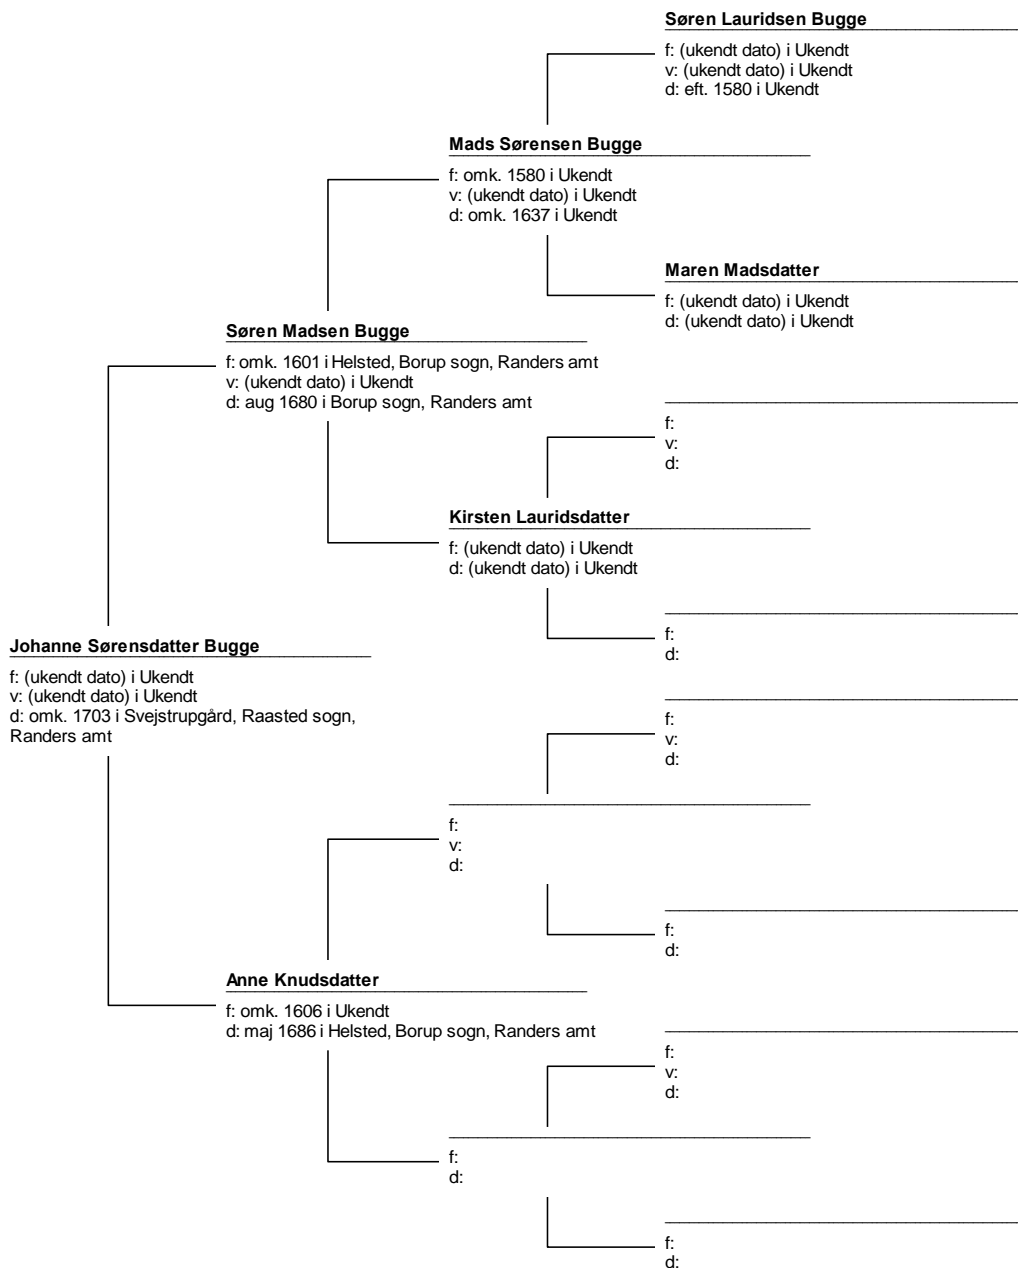 Søren Lauridsen Bugge
f: (ukendt dato) i Ukendt
v: (ukendt dato) i Ukendt
d: eft. 1580 i Ukendt
Mads Sørensen Bugge
f: omk. 1580 i Ukendt
v: (ukendt dato) i Ukendt
d: omk. 1637 i Ukendt
Maren Madsdatter
f: (ukendt dato) i Ukendt
d: (ukendt dato) i Ukendt
Søren Madsen Bugge
f: omk. 1601 i Helsted, Borup sogn, Randers amt
v: (ukendt dato) i Ukendt
d: aug 1680 i Borup sogn, Randers amt
f:
v:
d:
Kirsten Lauridsdatter
f: (ukendt dato) i Ukendt
d: (ukendt dato) i Ukendt
f:
d:
Johanne Sørensdatter Bugge
f: (ukendt dato) i Ukendt
v: (ukendt dato) i Ukendt
d: omk. 1703 i Svejstrupgård, Raasted sogn,
Randers amt
f:
v:
d:
f:
v:
d:
f:
d:
Anne Knudsdatter
f: omk. 1606 i Ukendt
d: maj 1686 i Helsted, Borup sogn, Randers amt
f:
v:
d:
f:
d:
f:
d: